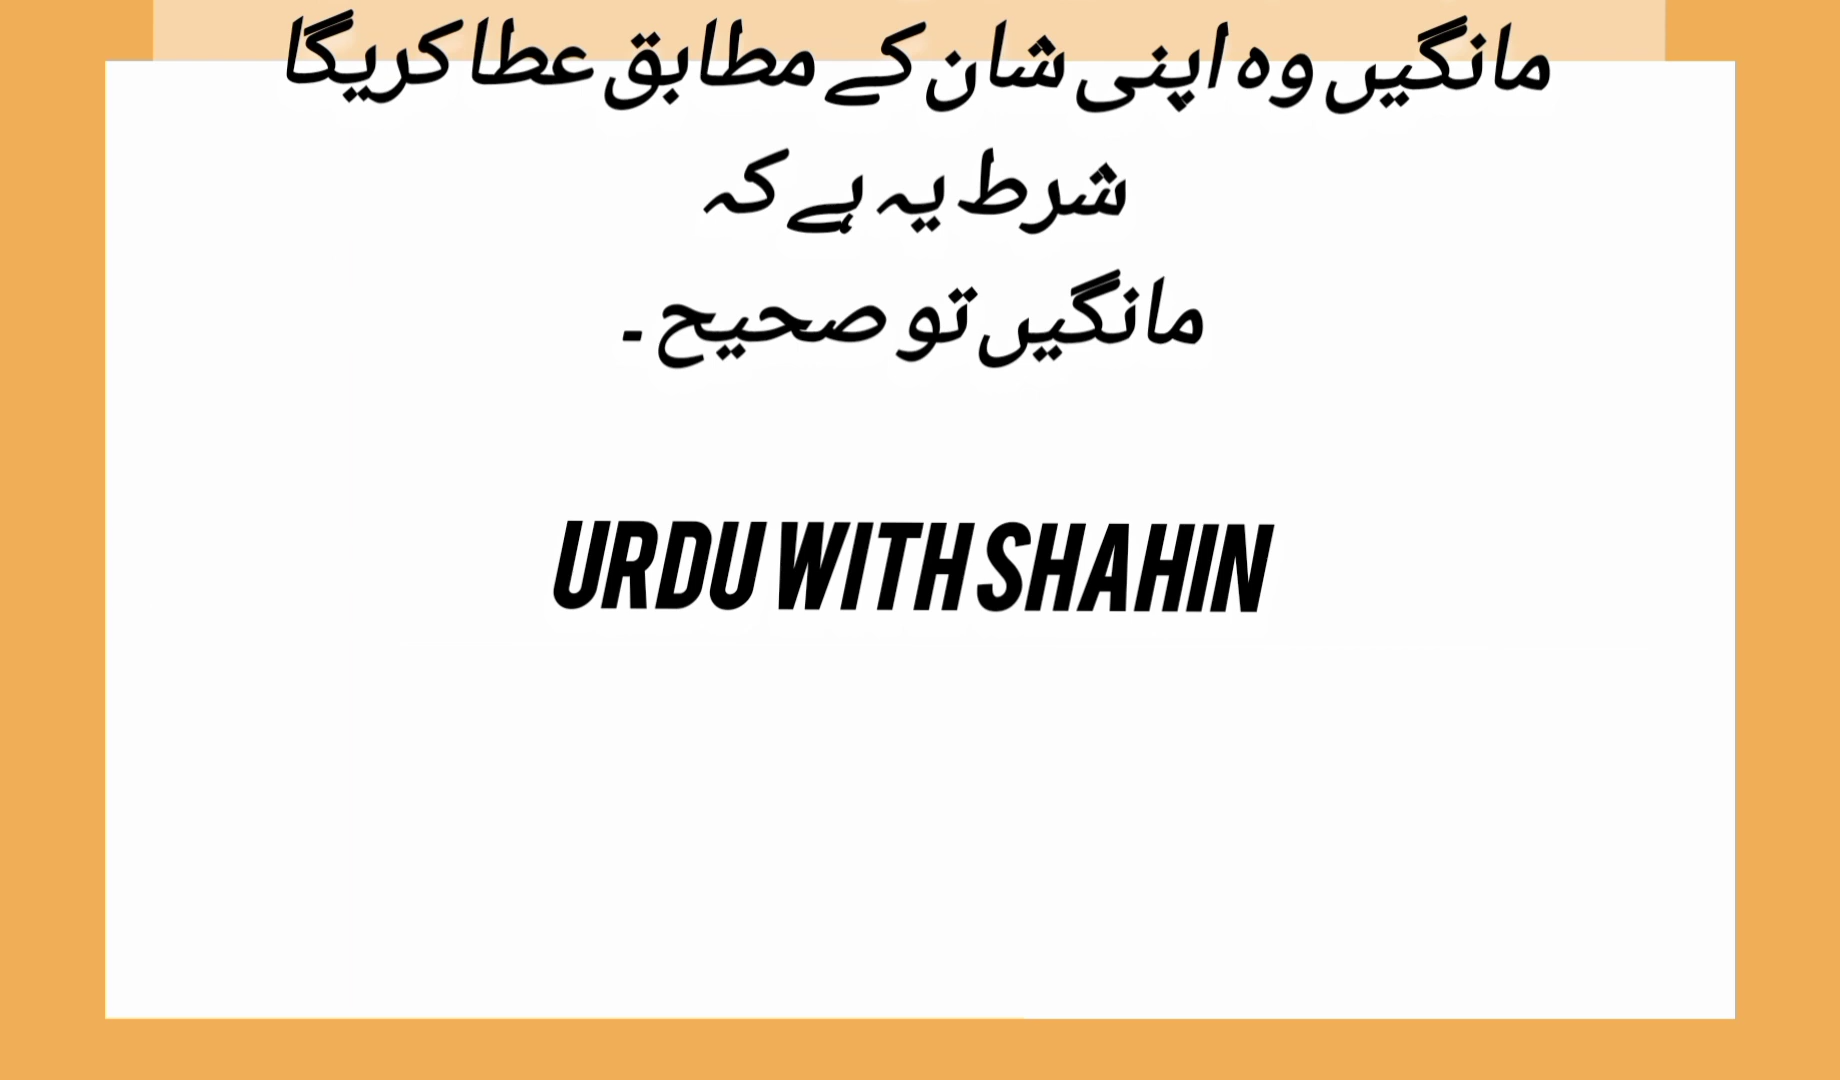 مانگیں وہ اپنی شان کے مطابق عطا کریگا
شرط یہ ہے کہ
مانگیں تو صحیح ۔
URDU WITH SHAHIN